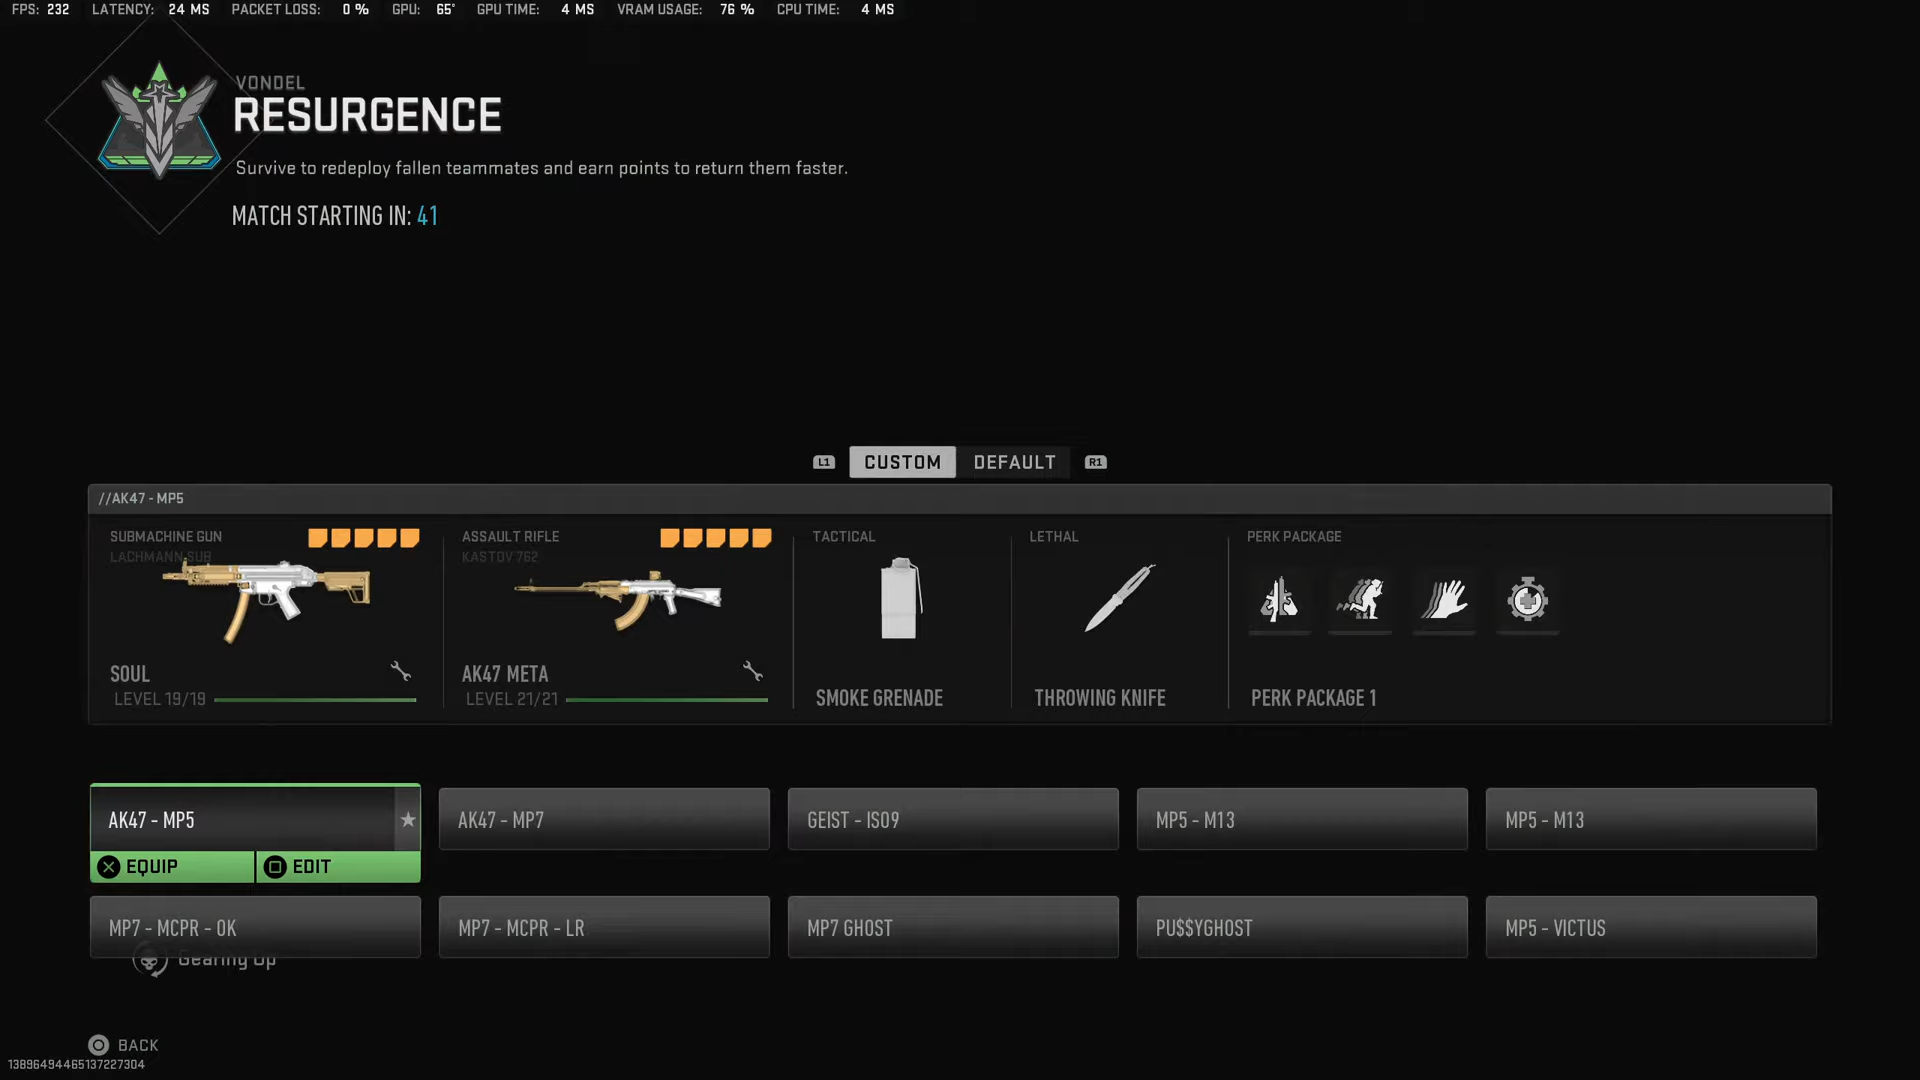 FPS: 232 LATENCY: 24 MS PACKET LOSS: 0 % GPU: 65° GPU TIME: 4 MS VRAM USAGE: 76 % CPU TIME: 4 MS
VONDEL
RESURGENCE
Survive to redeploy fallen teammates and earn points to return them faster.
MATCH STARTING IN: 41
L1 CUSTOM DEFAULT R1
//AK47 - MP5
SUBMACHINE GUN ASSAULT RIFLE TACTICAL LETHAL PERK PACKAGE
LACHMANN SUB KASTOV 762
SOUL AK47 META
LEVEL 19/19 LEVEL 21/21 SMOKE GRENADE THROWING KNIFE PERK PACKAGE 1
AK47 - MP5 AK47 - MP7 GEIST - ISO9 MP5 - M13 MP5 - M13
EQUIP EDIT
MP7 - MCPR - OK MP7 - MCPR - LR MP7 GHOST PU$$YGHOST MP5 - VICTUS
Gearing Up
BACK
13896494465137227304